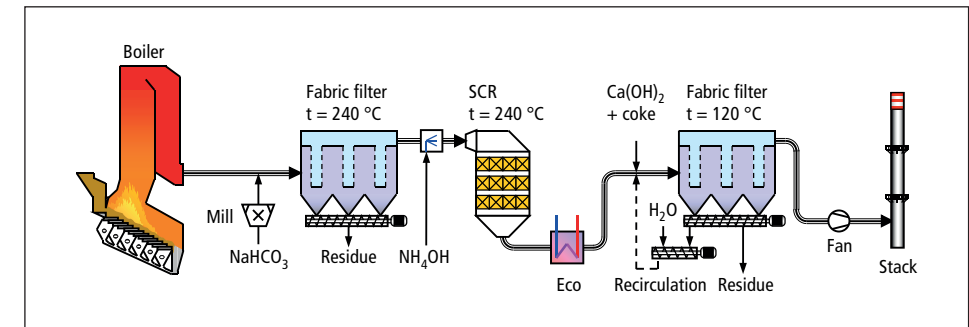 Boiler
Fabric filter
t = 240 °C
SCR
t = 240 °C
Ca(OH)₂
+ coke
Fabric filter
t = 120 °C
Mill
NaHCO₃
Residue
NH₄OH
Eco
H₂O
Recirculation
Residue
Fan
Stack